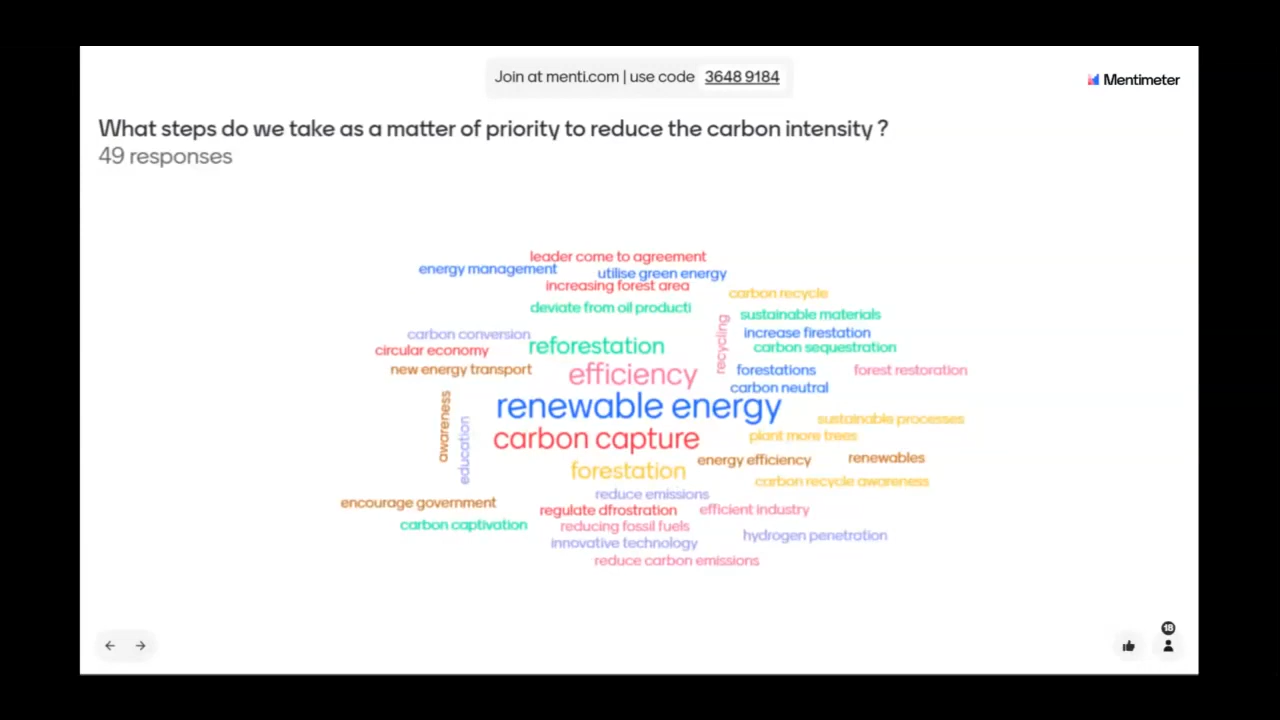 Join at menti.com | use code 3648 9184
Mentimeter
What steps do we take as a matter of priority to reduce the carbon intensity ?
49 responses
leader come to agreement
energy management
utilise green energy
increasing forest area
carbon recycle
deviate from oil producti
sustainable materials
recycling
increase firestation
carbon conversion
reforestation
carbon sequestration
circular economy
new energy transport
efficiency
forestations
forest restoration
carbon neutral
renewable energy
awareness
education
sustainable processes
carbon capture
plant more trees
forestation
energy efficiency
renewables
carbon recycle awareness
reduce emissions
encourage government
regulate dfrostration
efficient industry
carbon captivation
reducing fossil fuels
hydrogen penetration
innovative technology
reduce carbon emissions
18